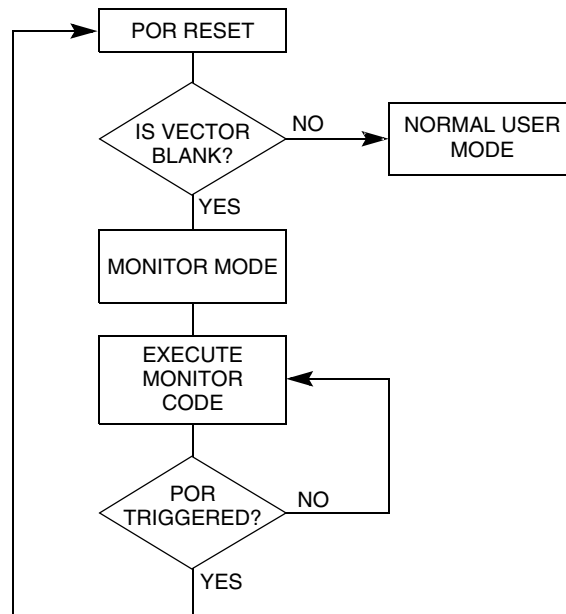 POR RESET
IS VECTOR
BLANK?
NO
NORMAL USER
MODE
YES
MONITOR MODE
EXECUTE
MONITOR
CODE
POR
TRIGGERED?
NO
YES